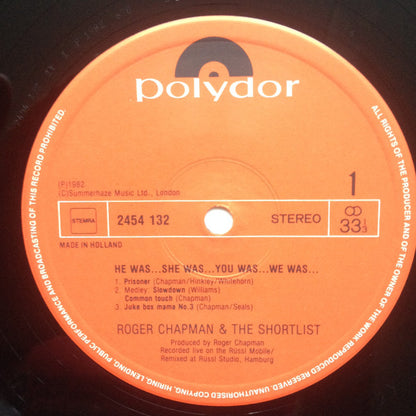 polydor
(P)1982
(C)Summerhaze Music Ltd., London
1
STEMRA
2454 132
STEREO
33⅓
MADE IN HOLLAND
HE WAS...SHE WAS...YOU WAS...WE WAS...
1. Prisoner (Chapman/Hinkley/Whitehorn)
2. Medley: Slowdown (Williams)
Common touch (Chapman)
3. Juke box mama No.3 (Chapman/Seals)
ROGER CHAPMAN & THE SHORTLIST
Produced by Roger Chapman
Recorded live on the Rüssl Mobile/
Remixed at Rüssl Studio, Hamburg
ALL RIGHTS OF THE PRODUCER AND OF THE OWNER OF THE WORK REPRODUCED RESERVED. UNAUTHORISED COPYING, HIRING, LENDING, PUBLIC PERFORMANCE AND BROADCASTING OF THIS RECORD PROHIBITED.